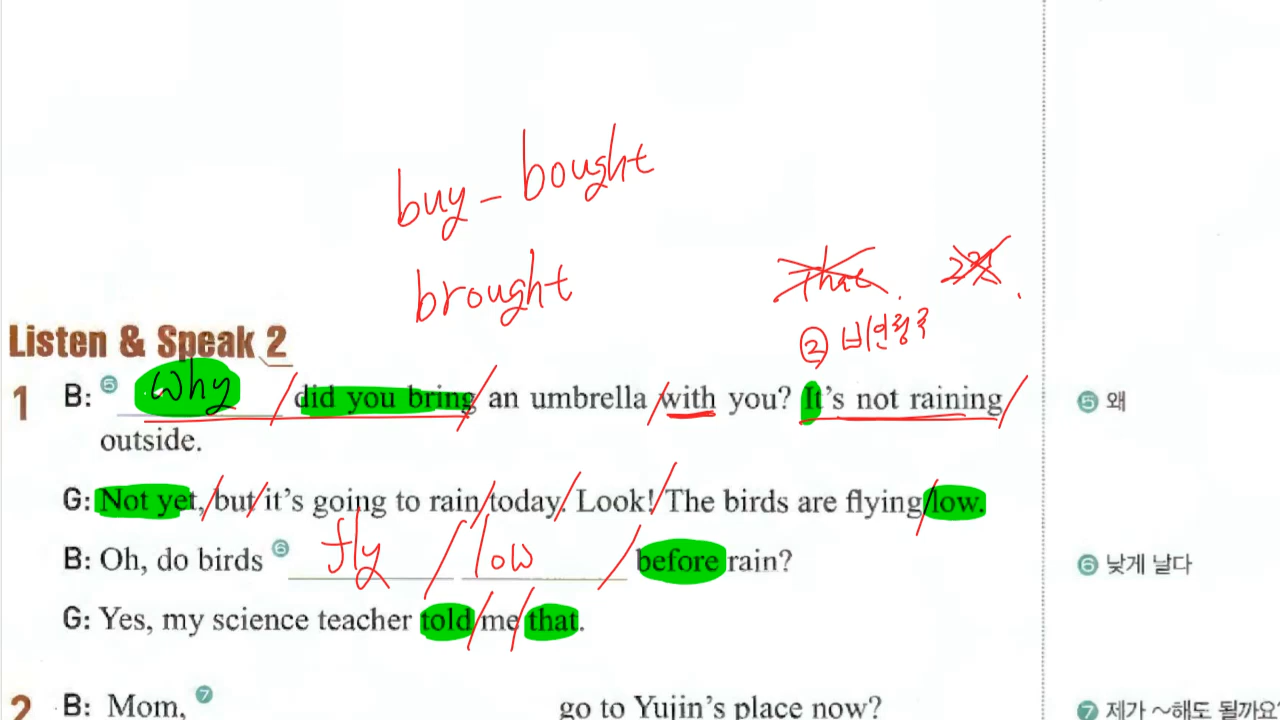 buy - bought
brought
that.
② 비인칭주
Listen & Speak 2
1 B: ⑤ why did you bring an umbrella with you? It's not raining ⑤ 왜
outside.
G: Not yet, but it's going to rain today. Look! The birds are flying low.
B: Oh, do birds ⑥ fly low before rain? ⑥ 낮게 날다
G: Yes, my science teacher told me that.
2 B: Mom, ⑦ go to Yujin's place now? ⑦ 제가 ~해도 될까요?